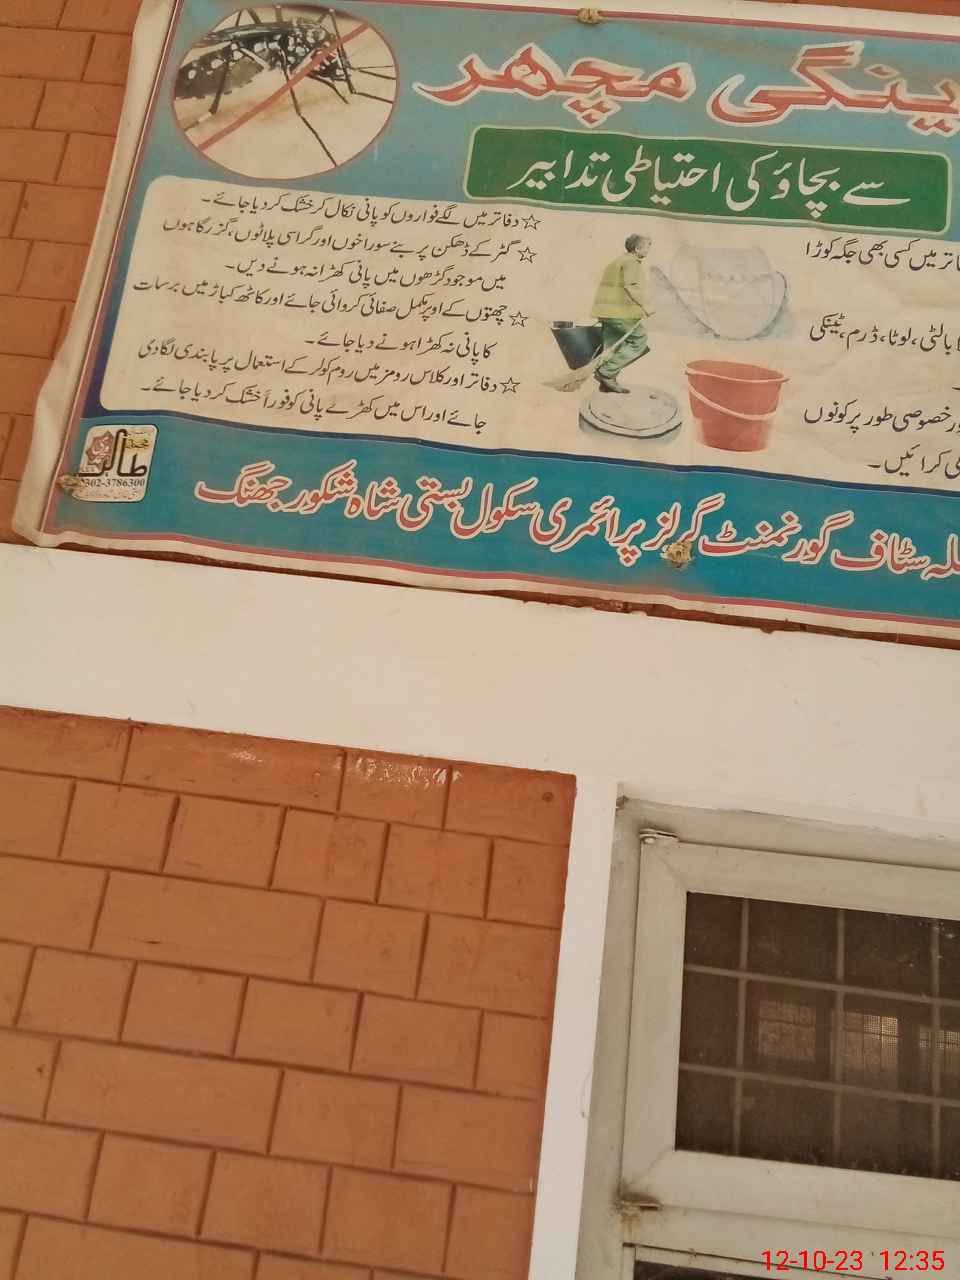 ینگی مچھر
سے بچاؤ کی احتیاطی تدابیر
میں کسی بھی جگہ کوڑا
بالٹی، لوٹا، ڈرم، ٹینکی
خصوصی طور پر کونوں
کرائیں۔
☆ دفاتر میں لگے فواروں کو پانی نکال کر خشک کر دیا جائے۔
☆ گٹر کے ڈھکن پر بنے سوراخوں اور گراسی پلاٹوں، گزرگاہوں
میں موجود گڑھوں میں پانی کھڑا نہ ہونے دیں۔
☆ چھتوں کے اوپر مکمل صفائی کروائی جائے اور کاٹھ کباڑ میں برسات
کا پانی نہ کھڑا ہونے دیا جائے۔
☆ دفاتر اور کلاس رومز میں روم کولر کے استعمال پر پابندی لگا دی
جائے اور اس میں کھڑے پانی کو فوراً خشک کر دیا جائے۔
طالب
0302-3786300
سٹاف گورنمنٹ گرلز پرائمری سکول بستی شاہ شکور جھنگ
12-10-23 12:35